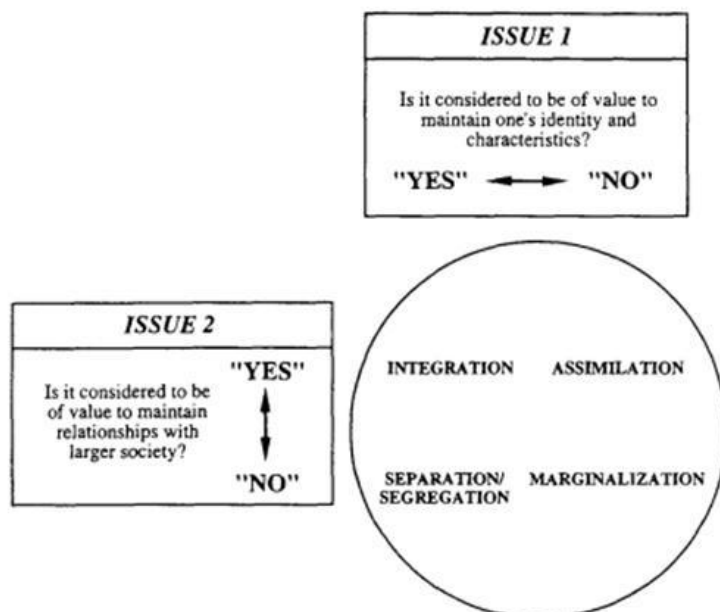 ISSUE 1
Is it considered to be of value to
maintain one's identity and
characteristics?
"YES" "NO"
ISSUE 2
Is it considered to be
of value to maintain
relationships with
larger society?
"YES"
"NO"
INTEGRATION
ASSIMILATION
SEPARATION/
SEGREGATION
MARGINALIZATION